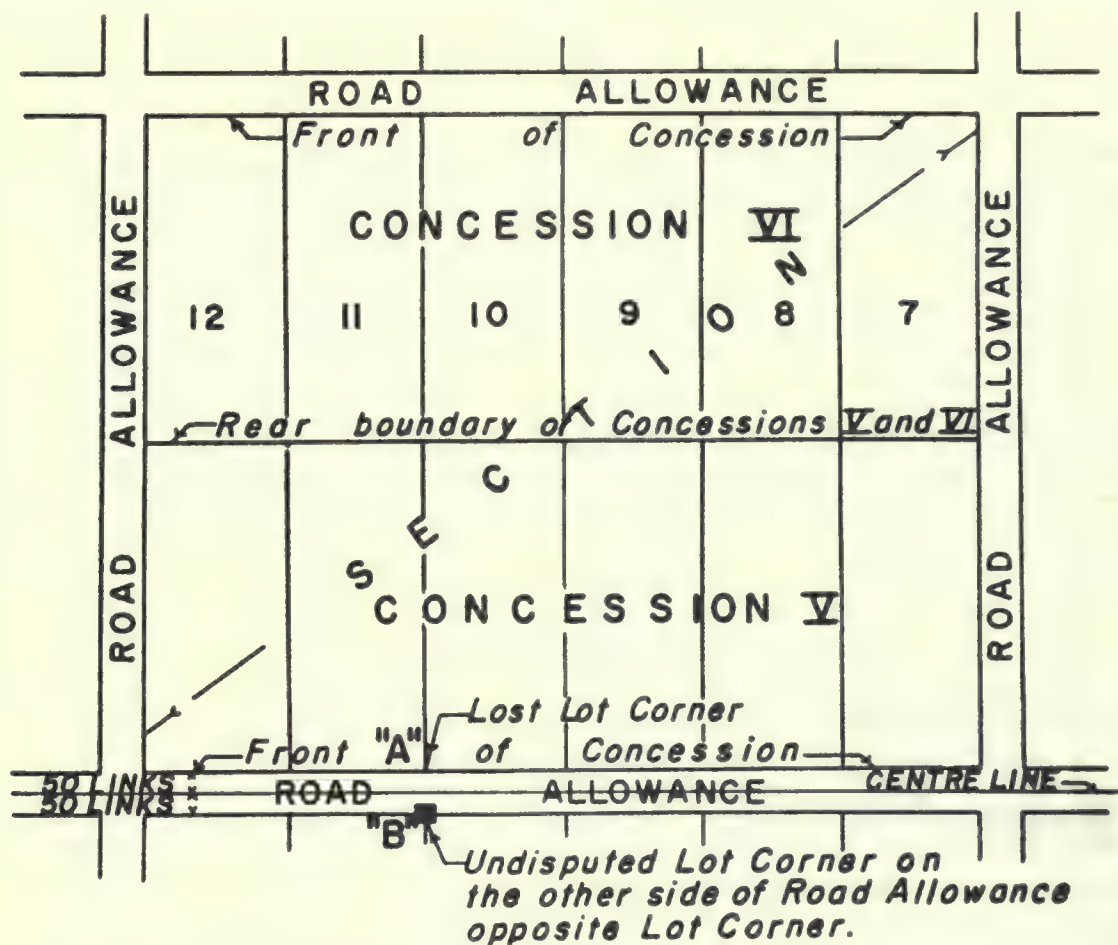 ROAD ALLOWANCE
Front of Concession
CONCESSION VI
12 11 10 9 8 7
Rear boundary of Concessions V and VI
SECTION
CONCESSION V
ROAD ALLOWANCE
ROAD ALLOWANCE
Lost Lot Corner
"A"
Front of Concession
50 LINKS
50 LINKS
ROAD ALLOWANCE
CENTRE LINE
"B"
Undisputed Lot Corner on
the other side of Road Allowance
opposite Lot Corner.